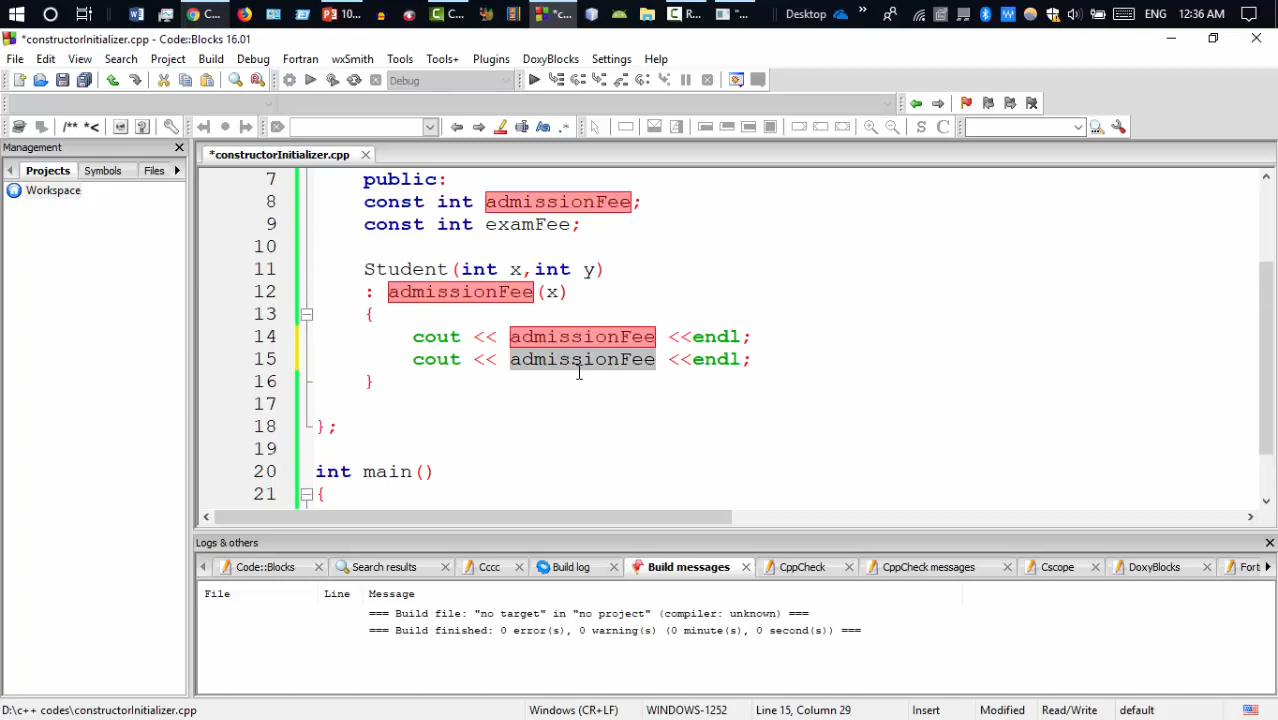 C...
10...
C...
*c...
R...
"...
Desktop
ENG
12:36 AM
*constructorInitializer.cpp - Code::Blocks 16.01
File Edit View Search Project Build Debug Fortran wxSmith Tools Tools+ Plugins DoxyBlocks Settings Help
Debug
/** *<
S C
Management
*constructorInitializer.cpp
Projects Symbols Files
Workspace
7 public:
8 const int admissionFee;
9 const int examFee;
10
11 Student(int x,int y)
12 : admissionFee(x)
13 {
14 cout << admissionFee <<endl;
15 cout << admissionFee <<endl;
16 }
17
18 };
19
20 int main()
21 {
Logs & others
Code::Blocks Search results Cccc Build log Build messages CppCheck CppCheck messages Cscope DoxyBlocks Fort
File Line Message
=== Build file: "no target" in "no project" (compiler: unknown) ===
=== Build finished: 0 error(s), 0 warning(s) (0 minute(s), 0 second(s)) ===
D:\c++ codes\constructorInitializer.cpp Windows (CR+LF) WINDOWS-1252 Line 15, Column 29 Insert Modified Read/Write default